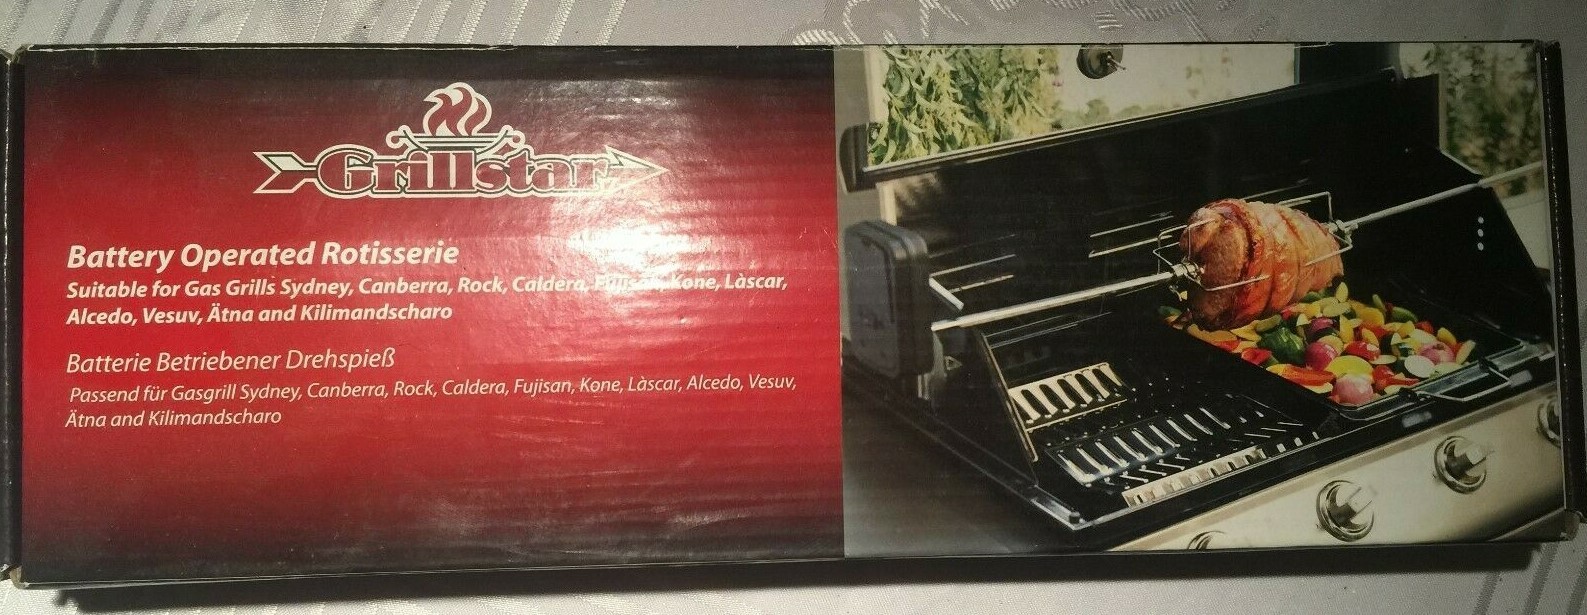 Grillstar
Battery Operated Rotisserie
Suitable for Gas Grills Sydney, Canberra, Rock, Caldera, Fujisan, Kone, Làscar,
Alcedo, Vesuv, Ätna and Kilimandscharo
Batterie Betriebener Drehspieß
Passend für Gasgrill Sydney, Canberra, Rock, Caldera, Fujisan, Kone, Làscar, Alcedo, Vesuv,
Ätna and Kilimandscharo